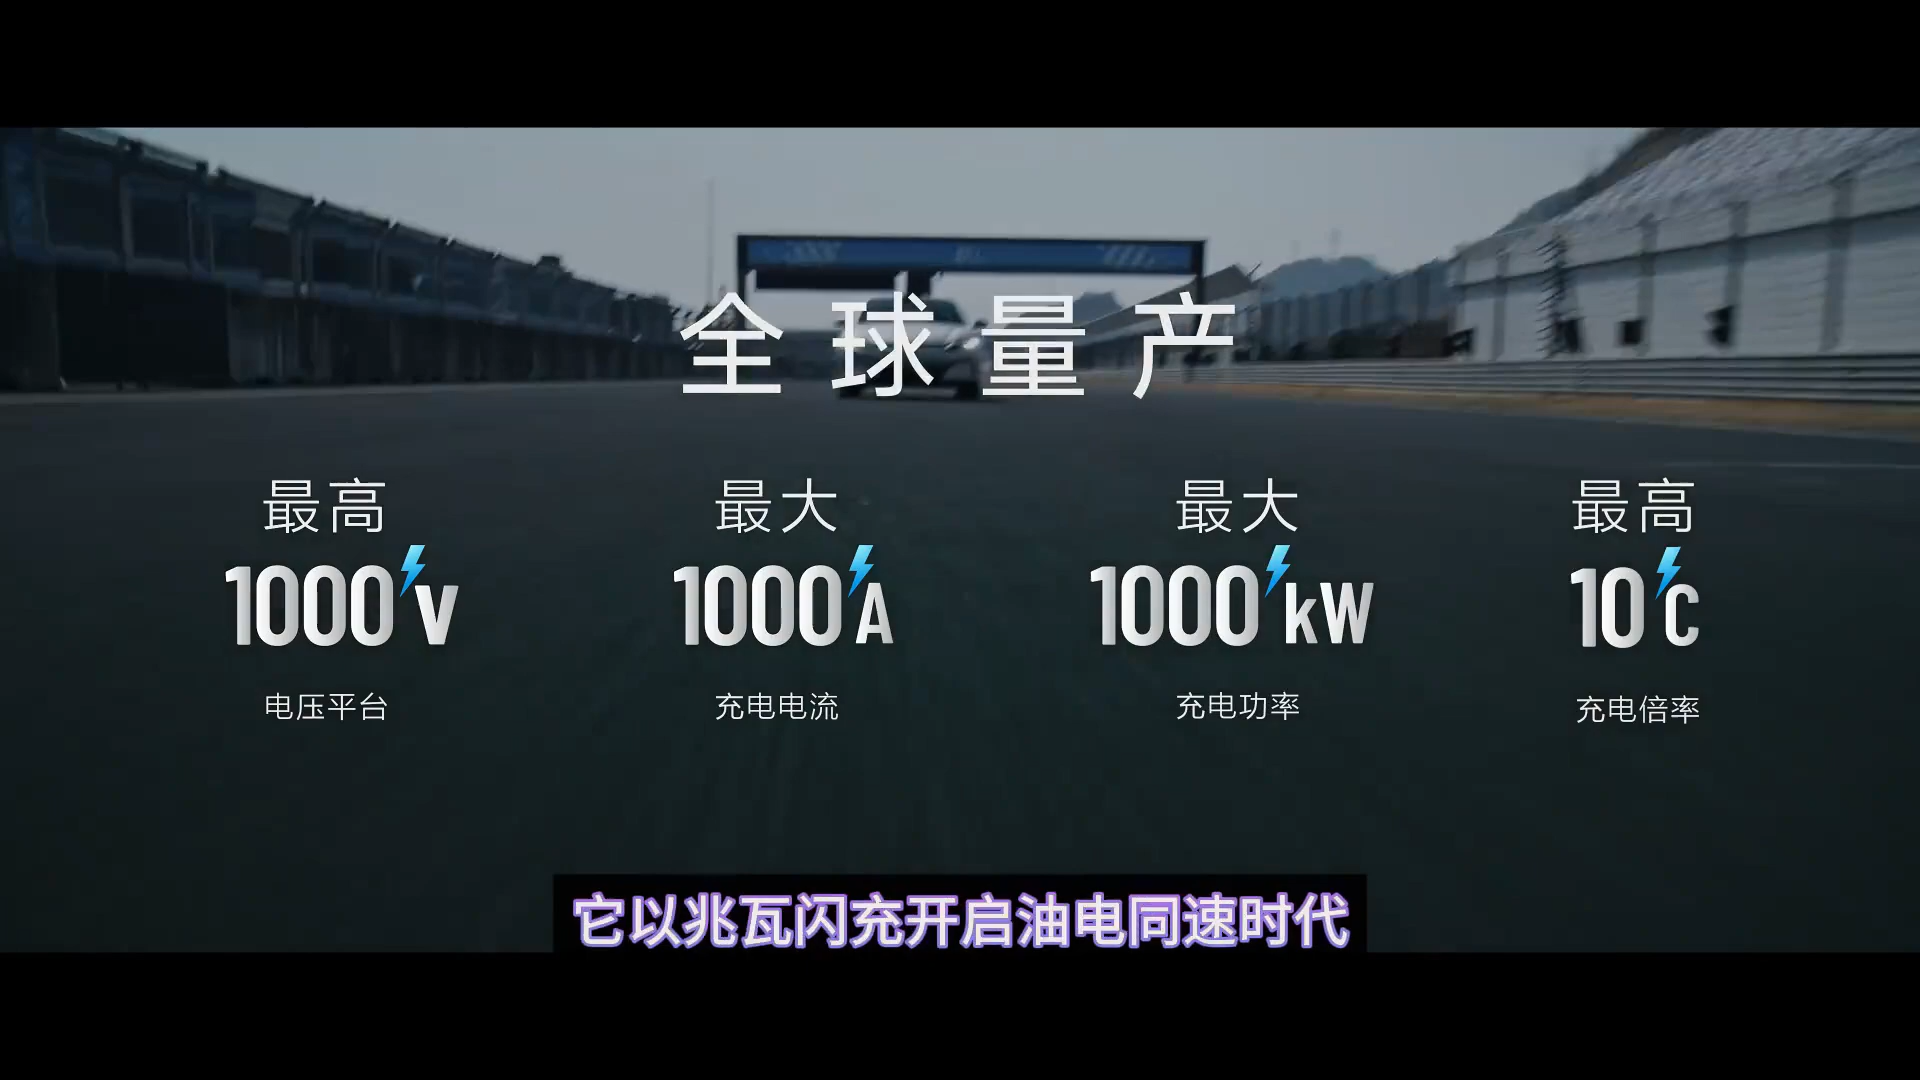 全球量产
最高
1000V
电压平台
最大
1000A
充电电流
最大
1000kW
充电功率
最高
10C
充电倍率
它以兆瓦闪充开启油电同速时代